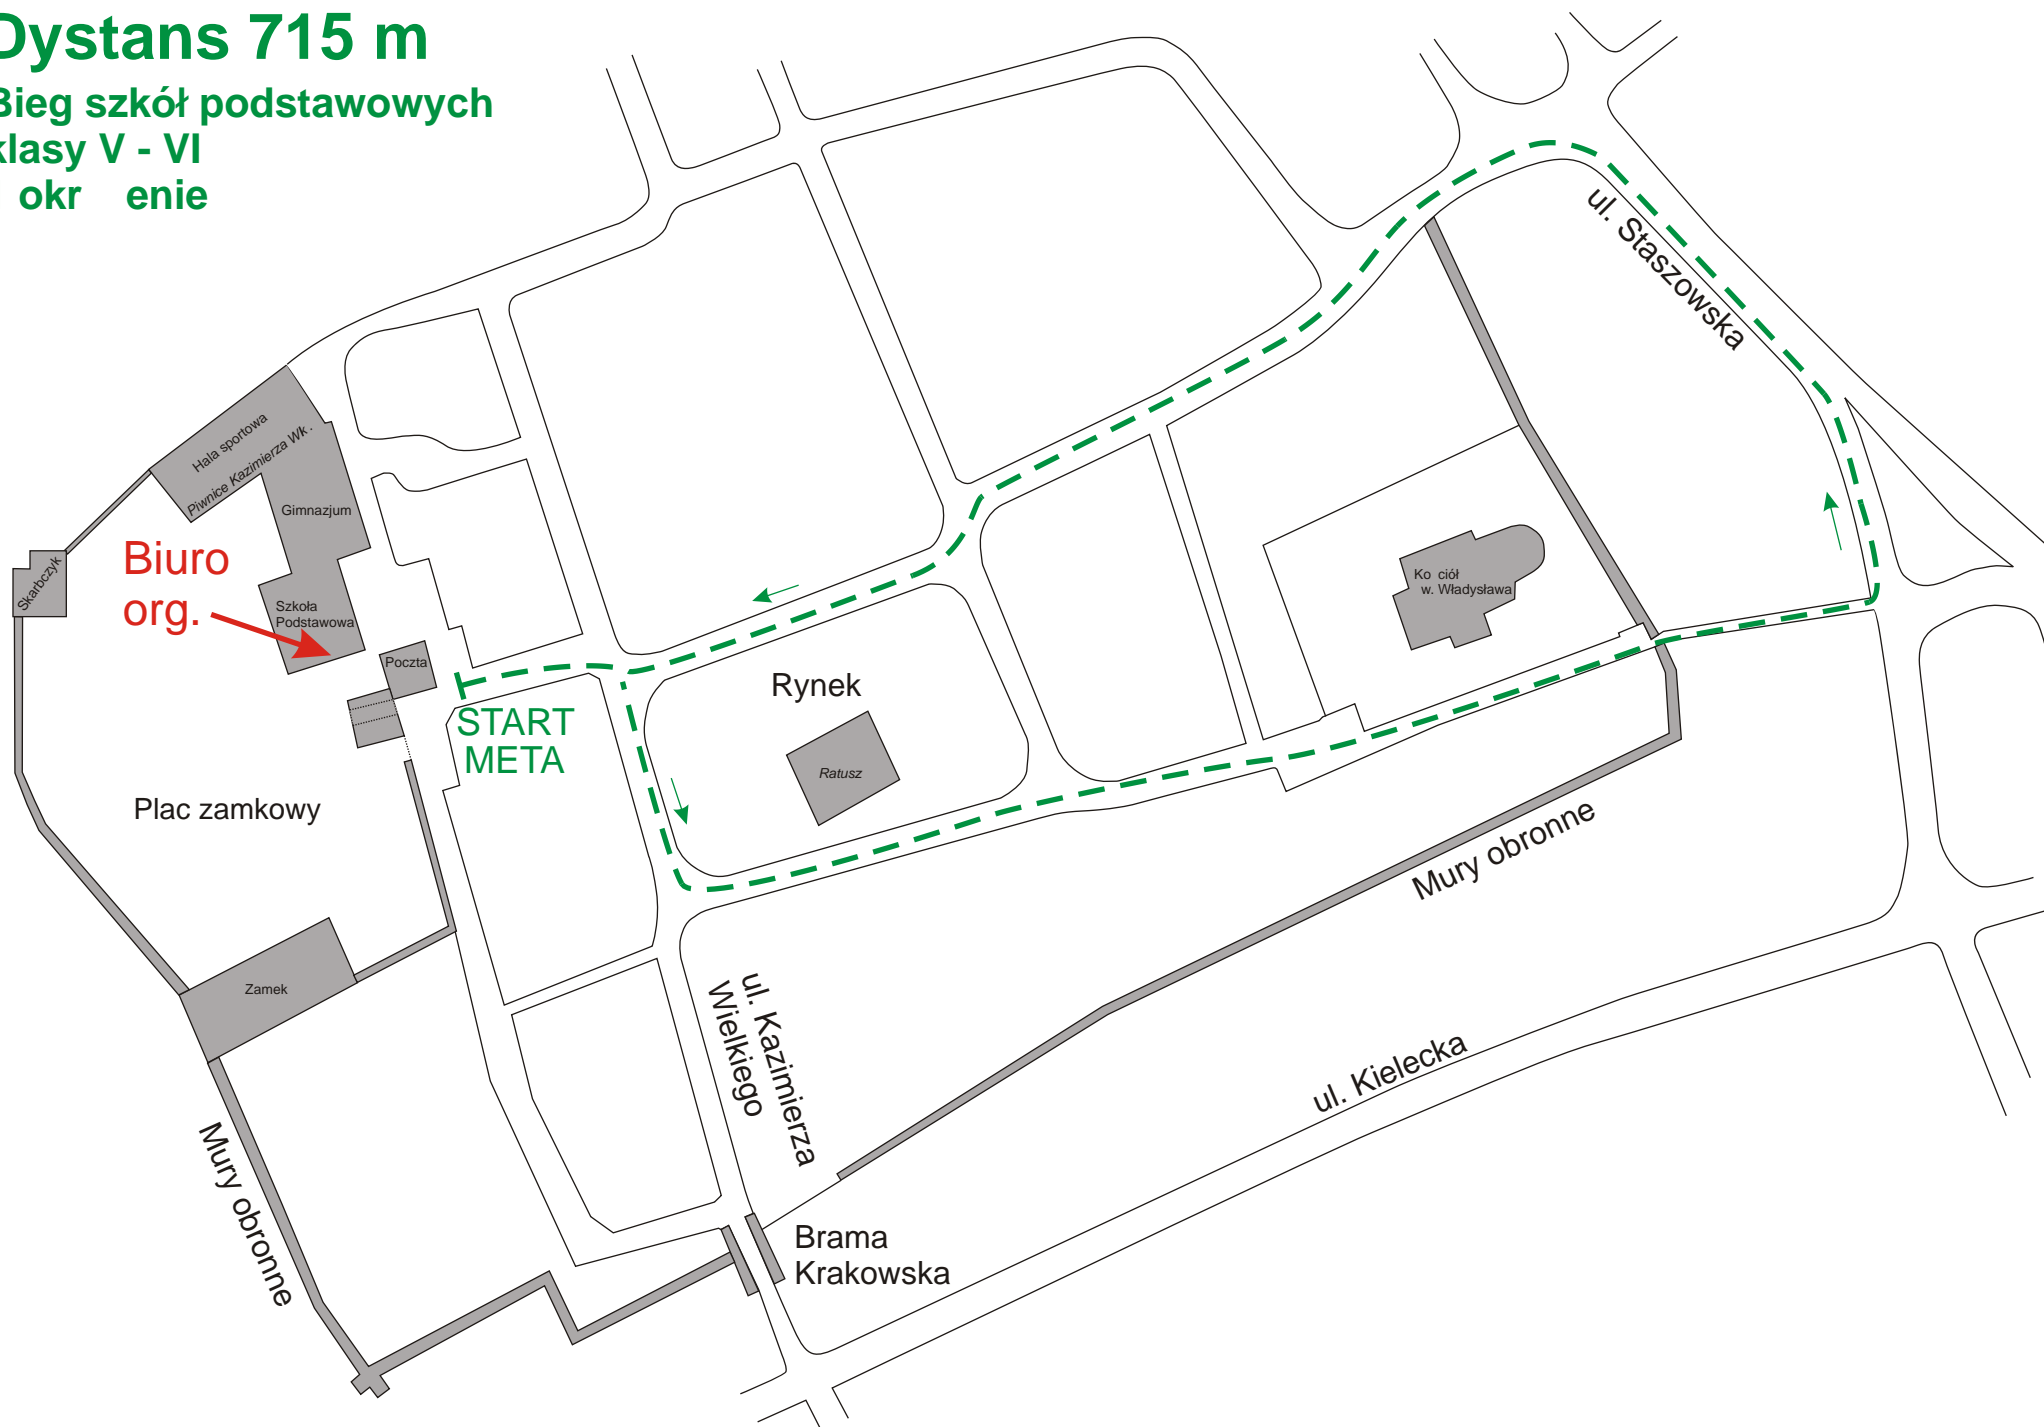 Dystans 715 m
Bieg szkół podstawowych
klasy V - VI
okr enie
ul. Staszowska
Hala sportowa
Piwnice Kazimierza Wk .
Gimnazjum
Skarbczyk
Biuro
org.
Szkoła
Podstawowa
Poczta
Ko ciół
w. Władysława
Rynek
START
META
Ratusz
Plac zamkowy
Mury obronne
Zamek
ul. Kazimierza
Wielkiego
ul. Kielecka
Mury obronne
Brama
Krakowska